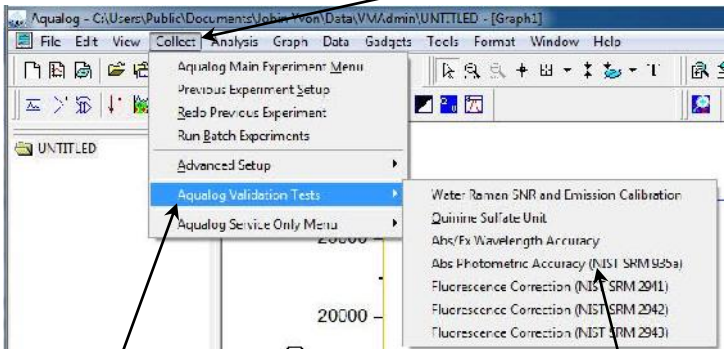 Aqualog - C:\Users\Public\Documents\Jobin Yvon\Data\VMAdmin\UNTITLED - [Graph1]
File Edit View Collect Analysis Graph Data Gadgets Tools Format Window Help
Aqualog Main Experiment Menu
Previous Experiment Setup
Redo Previous Experiment
Run Batch Experiments
Advanced Setup
Aqualog Validation Tests
Aqualog Service Only Menu
UNTITLED
Water Raman SNR and Emission Calibration
Quinine Sulfate Unit
Abs/Ex Wavelength Accuracy
Abs Photometric Accuracy (NIST SRM 935a)
Fluorescence Correction (NIST SRM 2941)
Fluorescence Correction (NIST SRM 2942)
Fluorescence Correction (NIST SRM 2943)
25000
20000